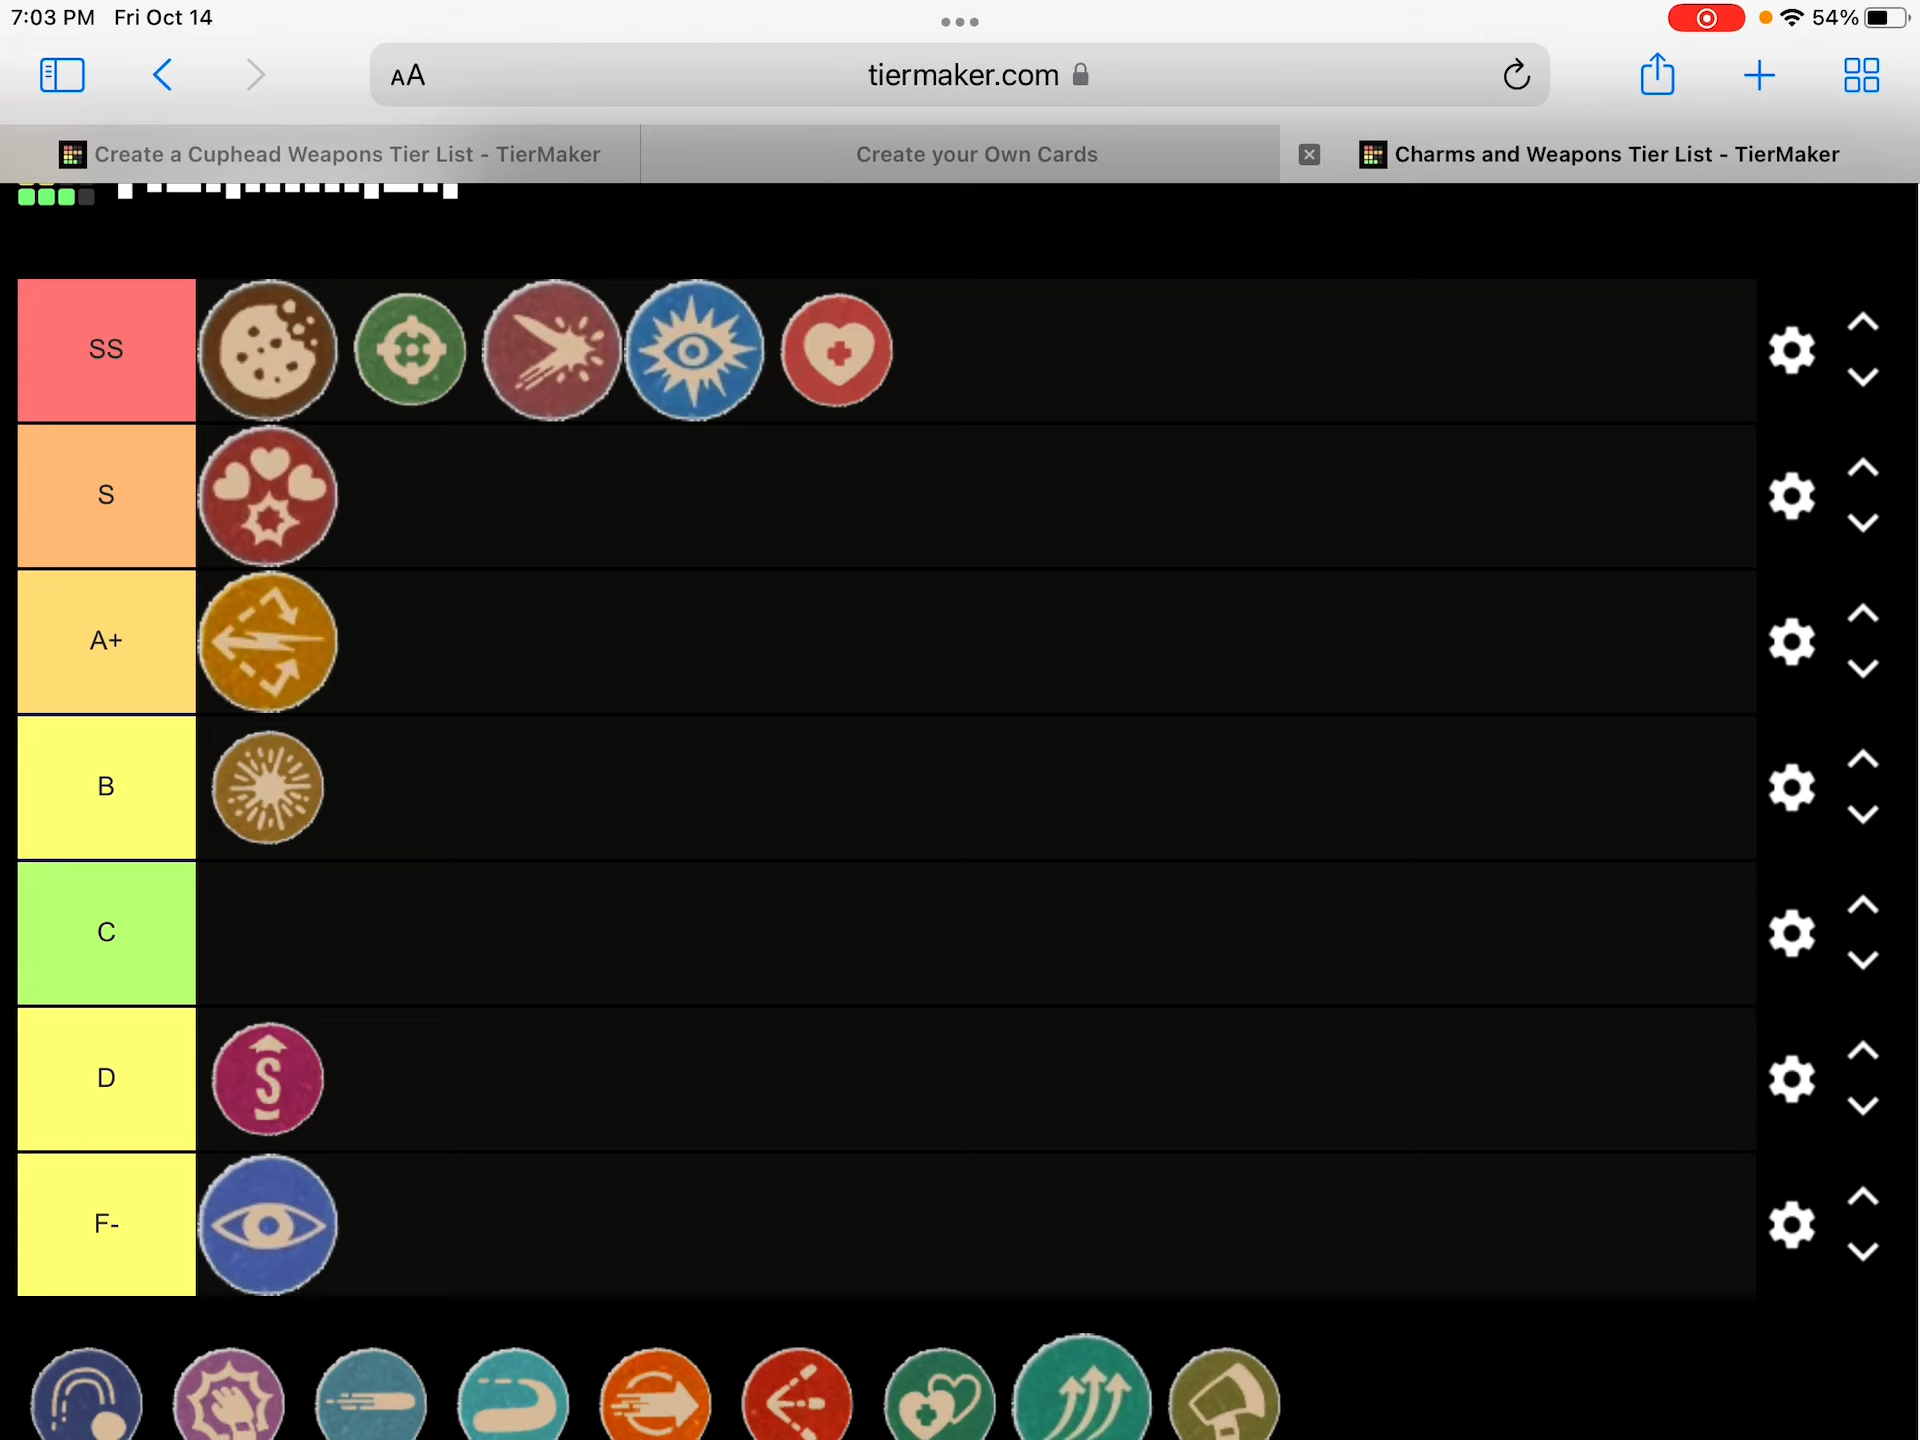 7:03 PM Fri Oct 14
54%
AA
tiermaker.com
Create a Cuphead Weapons Tier List - TierMaker
Create your Own Cards
Charms and Weapons Tier List - TierMaker
SS
S
A+
B
C
D
S
F-